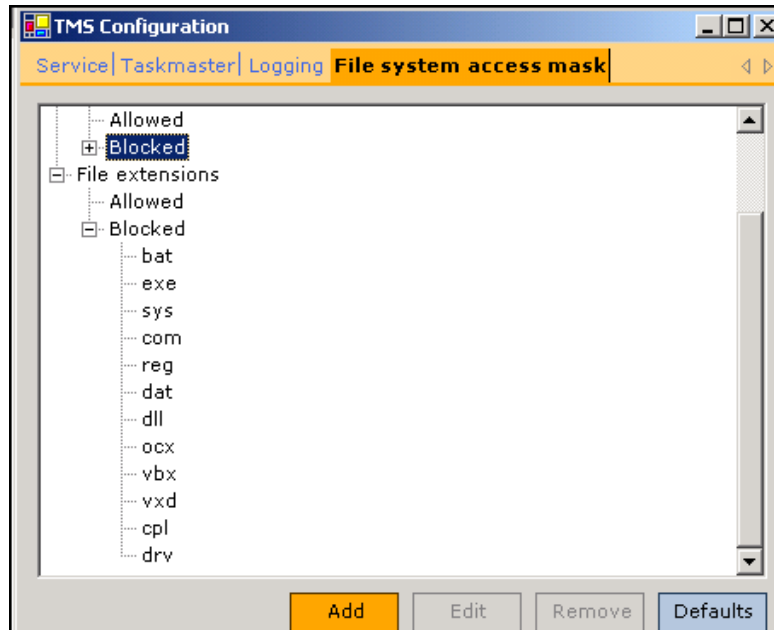 TMS Configuration
Service Taskmaster Logging File system access mask
Allowed
Blocked
File extensions
Allowed
Blocked
bat
exe
sys
com
reg
dat
dll
ocx
vbx
vxd
cpl
drv
Add Edit Remove Defaults